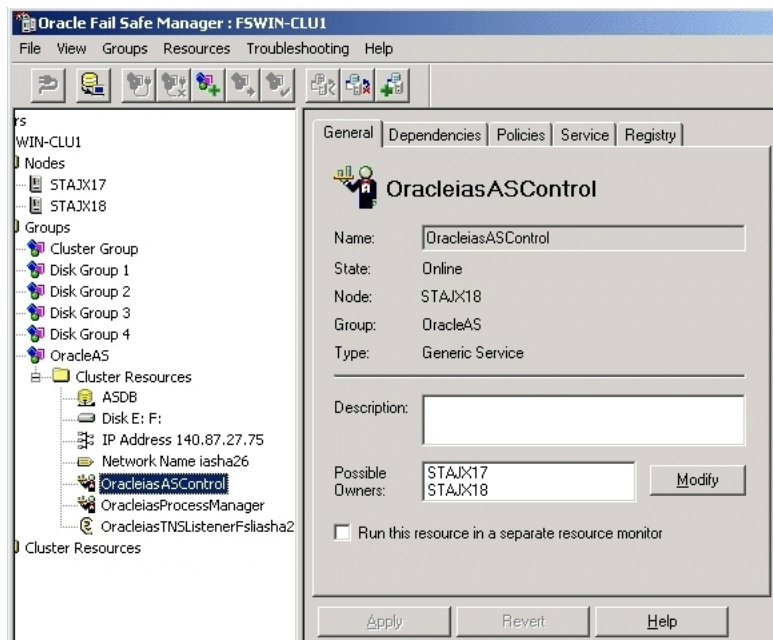 Oracle Fail Safe Manager : FSWIN-CLU1
File View Groups Resources Troubleshooting Help
rs
WIN-CLU1
Nodes
STAJX17
STAJX18
Groups
Cluster Group
Disk Group 1
Disk Group 2
Disk Group 3
Disk Group 4
OracleAS
Cluster Resources
ASDB
Disk E: F:
IP Address 140.87.27.75
Network Name iasha26
OracleiasASControl
OracleiasProcessManager
OracleiasTNSListenerFsliasha2
Cluster Resources
General Dependencies Policies Service Registry
OracleiasASControl
Name: OracleiasASControl
State: Online
Node: STAJX18
Group: OracleAS
Type: Generic Service
Description:
Possible Owners:
STAJX17
STAJX18
Modify
Run this resource in a separate resource monitor
Apply Revert Help